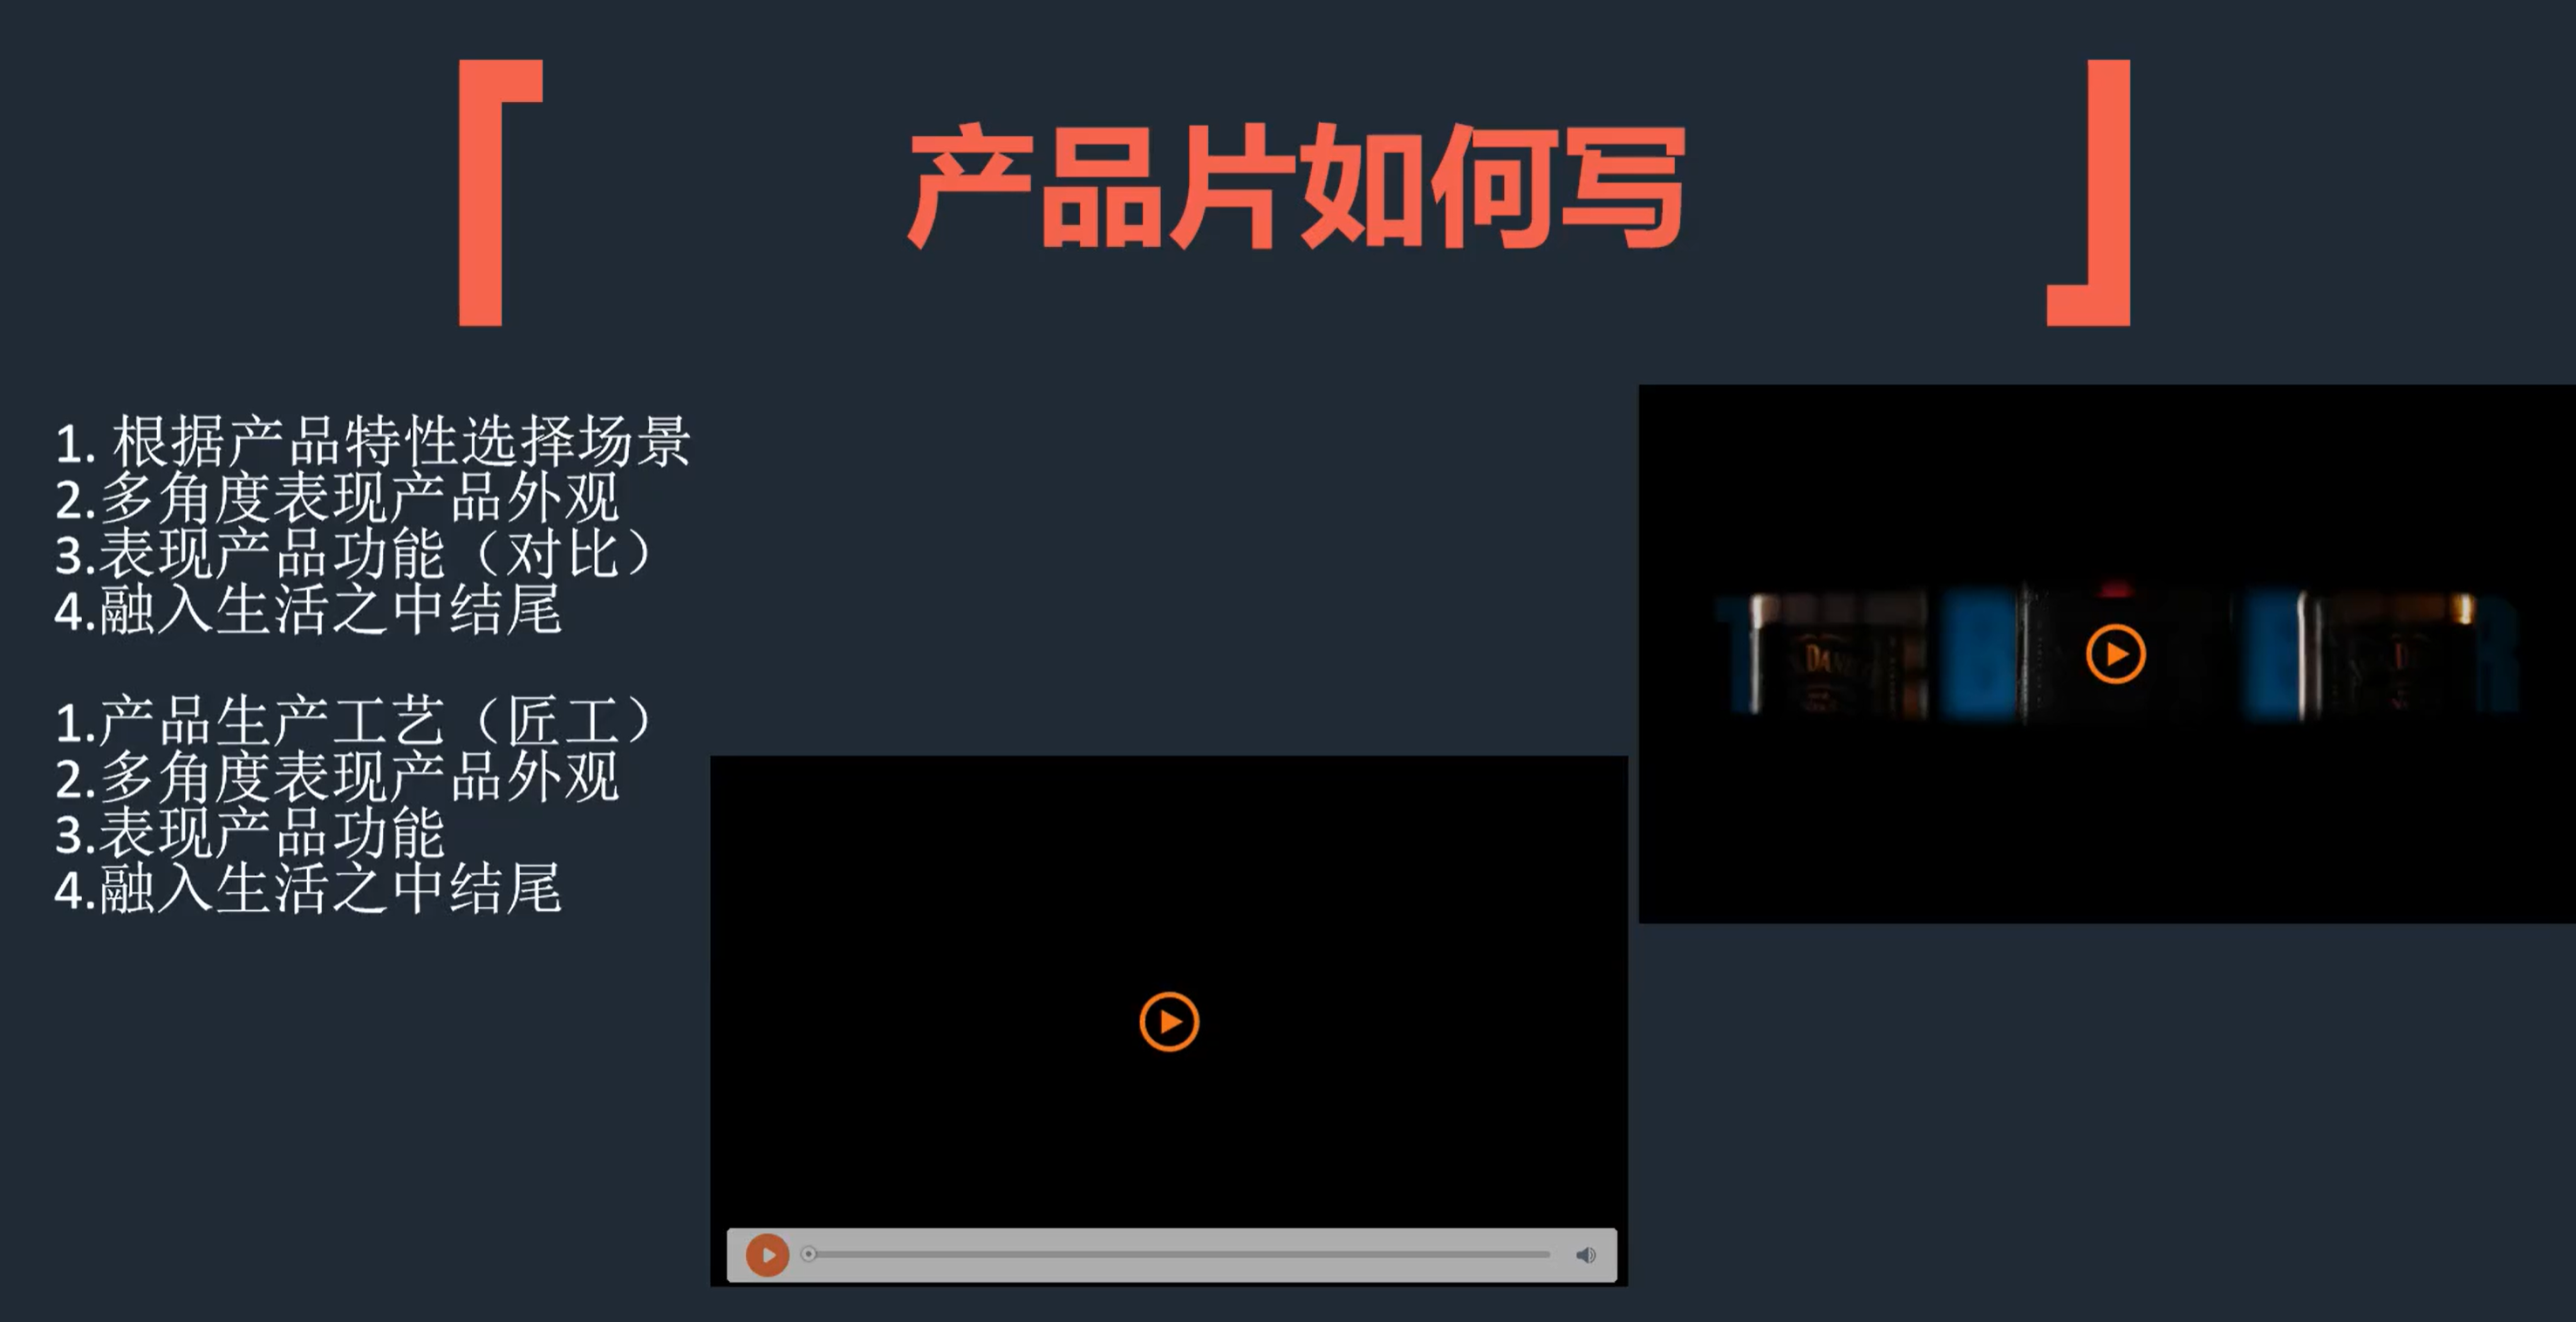 产品片如何写
1. 根据产品特性选择场景
2.多角度表现产品外观
3.表现产品功能（对比）
4.融入生活之中结尾
1.产品生产工艺（匠工）
2.多角度表现产品外观
3.表现产品功能
4.融入生活之中结尾